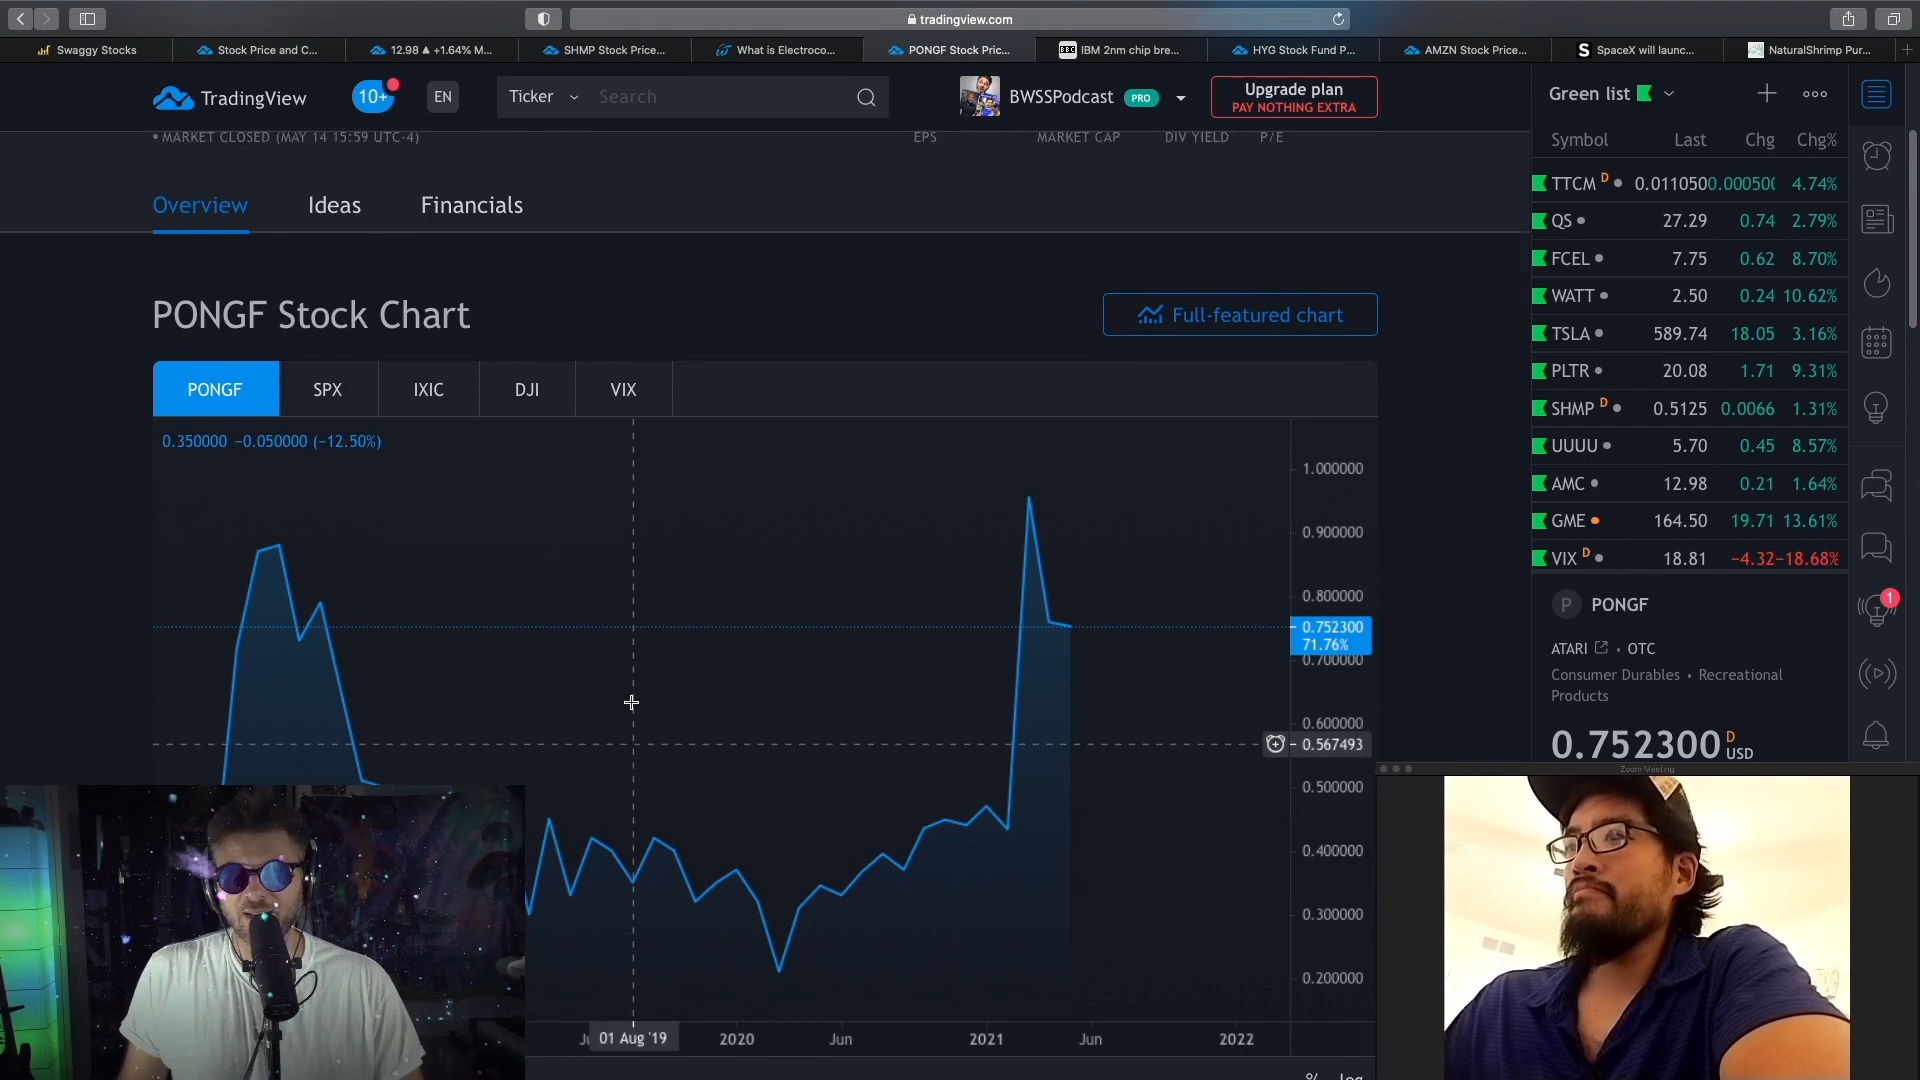 tradingview.com
Swaggy Stocks
Stock Price and C...
12.98 ▲ +1.64% M...
SHMP Stock Price...
What is Electroco...
PONGF Stock Pric...
BBC IBM 2nm chip bre...
HYG Stock Fund P...
AMZN Stock Price...
S SpaceX will launc...
NaturalShrimp Pur...
TradingView
10+
EN
Ticker
Search
BWSSPodcast PRO
Upgrade plan
PAY NOTHING EXTRA
• MARKET CLOSED (MAY 14 15:59 UTC-4)
EPS
MARKET CAP
DIV YIELD
P/E
Overview
Ideas
Financials
PONGF Stock Chart
Full-featured chart
PONGF
SPX
IXIC
DJI
VIX
0.350000 −0.050000 (−12.50%)
1.000000
0.900000
0.800000
0.752300
71.76%
0.700000
0.600000
0.567493
0.500000
0.400000
0.300000
0.200000
01 Aug '19
2020
Jun
2021
Jun
2022
% log
Green list
Symbol Last Chg Chg%
TTCM D 0.011050 0.000500 4.74%
QS 27.29 0.74 2.79%
FCEL 7.75 0.62 8.70%
WATT 2.50 0.24 10.62%
TSLA 589.74 18.05 3.16%
PLTR 20.08 1.71 9.31%
SHMP D 0.5125 0.0066 1.31%
UUUU 5.70 0.45 8.57%
AMC 12.98 0.21 1.64%
GME 164.50 19.71 13.61%
VIX D 18.81 −4.32 −18.68%
P PONGF
ATARI • OTC
Consumer Durables • Recreational
Products
0.752300 D USD
1
Zoom Meeting